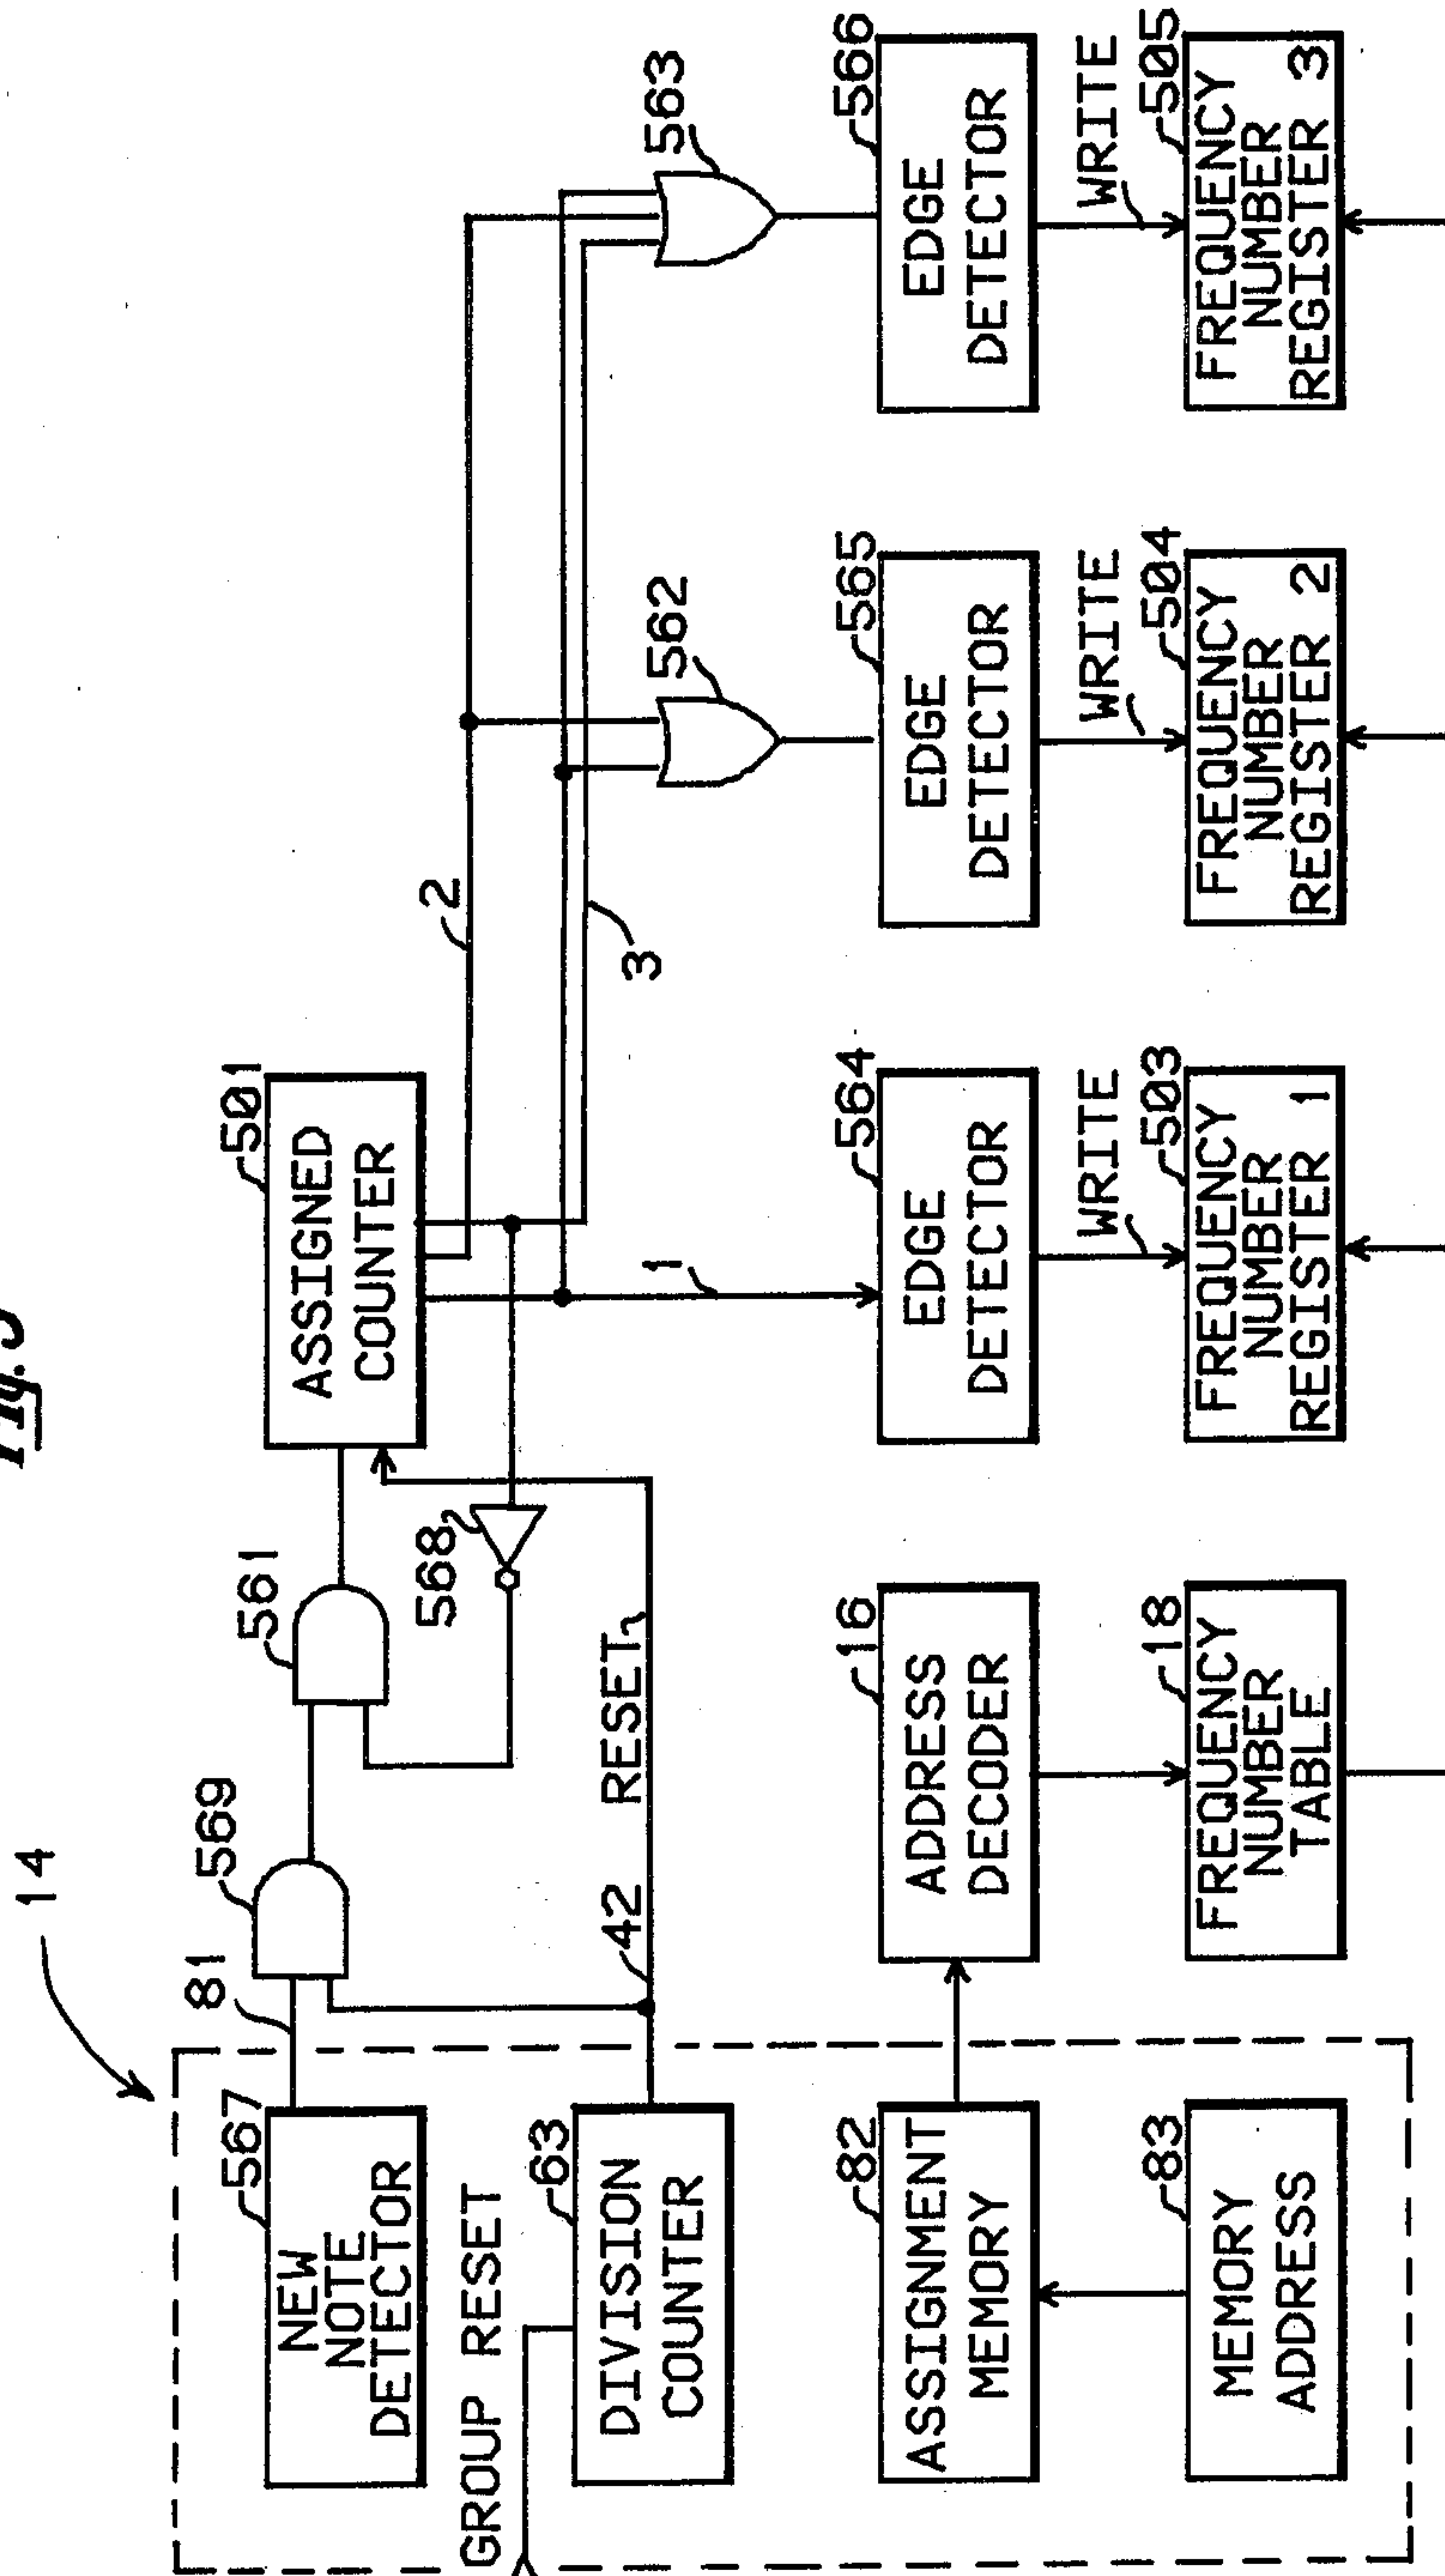 Fig. 5
14
567
NEW
NOTE
DETECTOR
81
569
561
501
ASSIGNED
COUNTER
2
GROUP RESET
63
DIVISION
COUNTER
42
RESET
568
1
3
562
563
82
ASSIGNMENT
MEMORY
16
ADDRESS
DECODER
564
EDGE
DETECTOR
565
EDGE
DETECTOR
566
EDGE
DETECTOR
WRITE
WRITE
WRITE
83
MEMORY
ADDRESS
18
FREQUENCY
NUMBER
TABLE
503
FREQUENCY
NUMBER
REGISTER 1
504
FREQUENCY
NUMBER
REGISTER 2
505
FREQUENCY
NUMBER
REGISTER 3